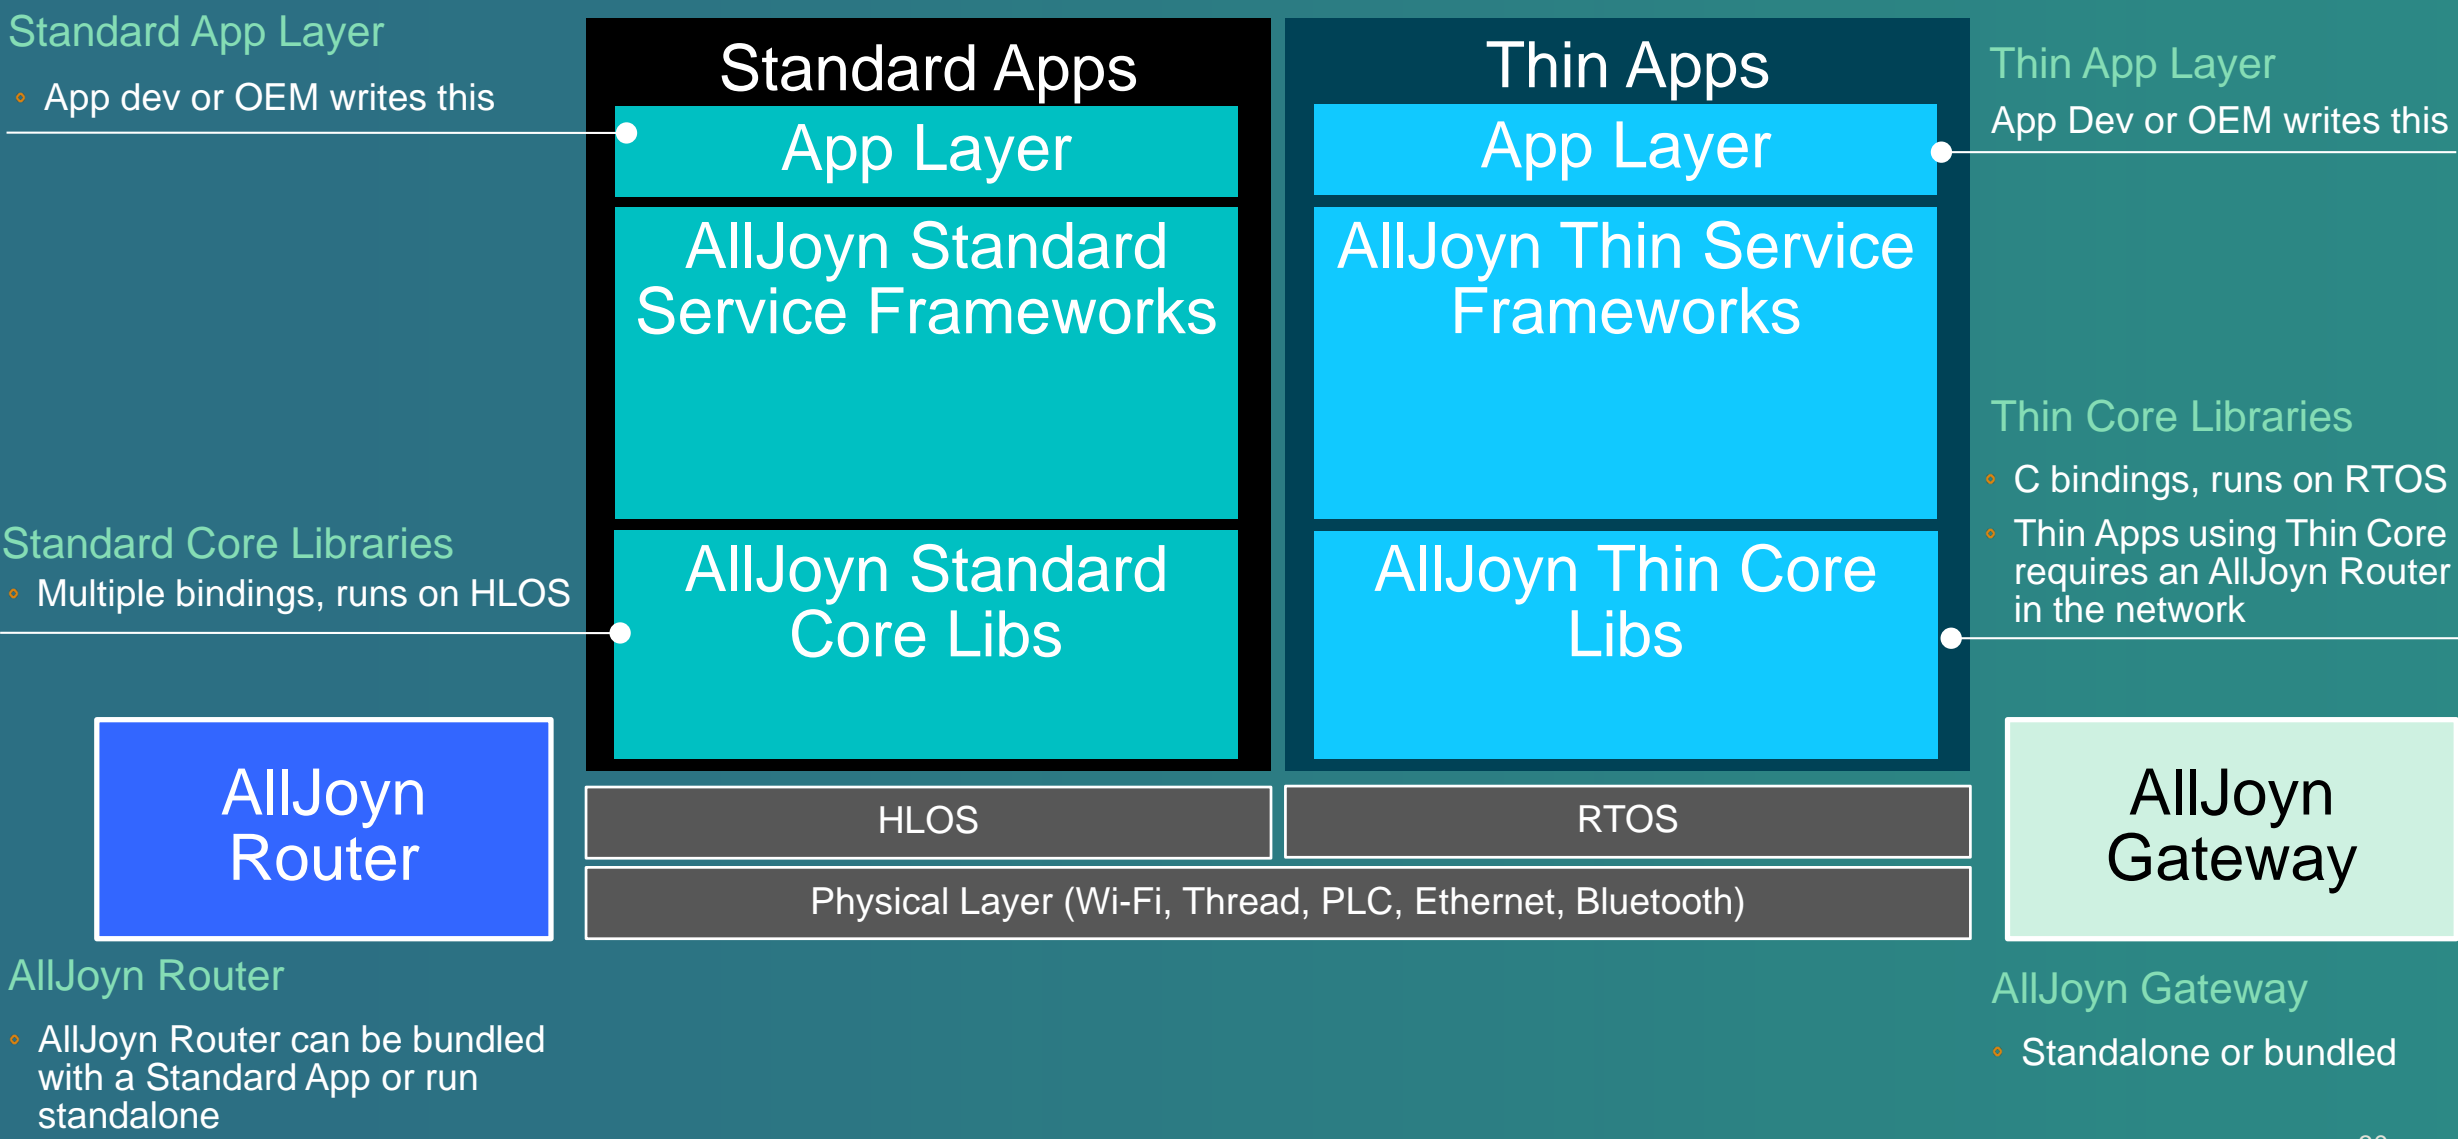 Standard App Layer
App dev or OEM writes this
Standard Core Libraries
Multiple bindings, runs on HLOS
Standard Apps
App Layer
AllJoyn Standard
Service Frameworks
AllJoyn Standard
Core Libs
Thin Apps
App Layer
AllJoyn Thin Service
Frameworks
AllJoyn Thin Core
Libs
Thin App Layer
App Dev or OEM writes this
Thin Core Libraries
C bindings, runs on RTOS
Thin Apps using Thin Core
requires an AllJoyn Router
in the network
AllJoyn
Router
HLOS
RTOS
Physical Layer (Wi-Fi, Thread, PLC, Ethernet, Bluetooth)
AllJoyn
Gateway
AllJoyn Router
AllJoyn Router can be bundled
with a Standard App or run
standalone
AllJoyn Gateway
Standalone or bundled